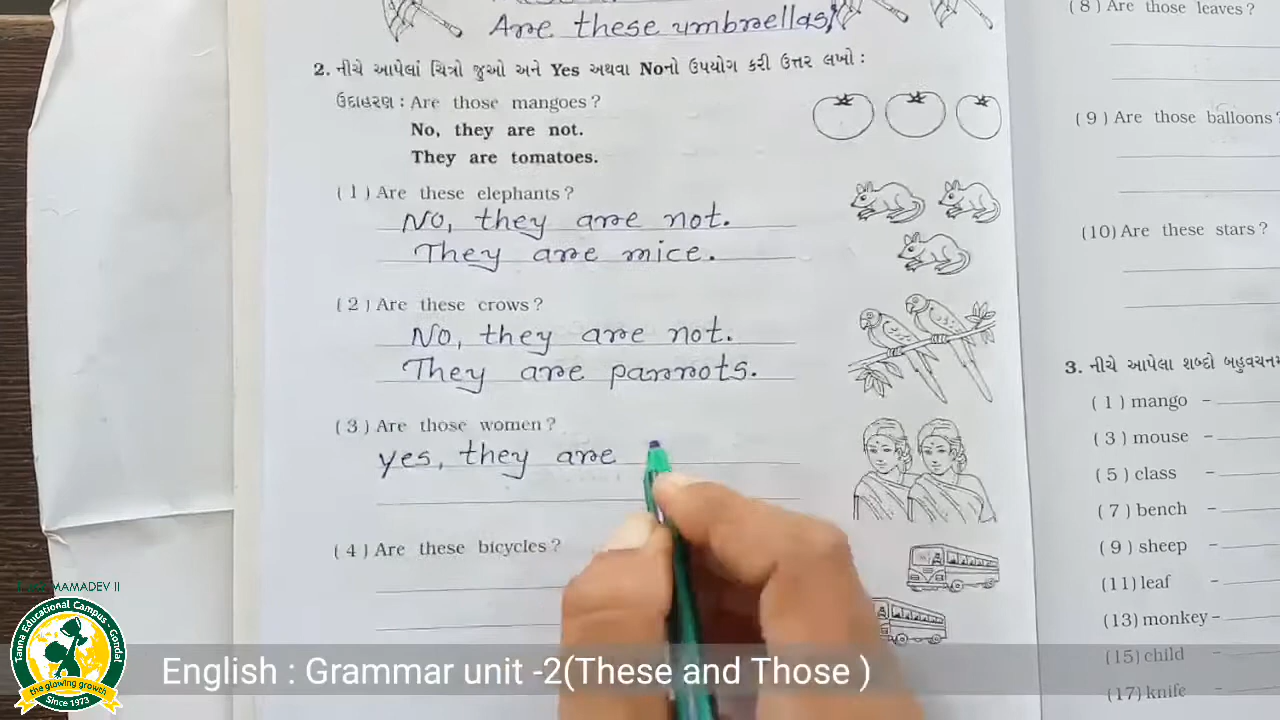 Are these umbrellas?
2. નીચે આપેલાં ચિત્રો જુઓ અને Yes અથવા Noનો ઉપયોગ કરી ઉત્તર લખો :
ઉદાહરણ : Are those mangoes ?
No, they are not.
They are tomatoes.
( 1 ) Are these elephants ?
No, they are not.
They are mice.
( 2 ) Are these crows ?
No, they are not.
They are parrots.
( 3 ) Are those women ?
yes, they are
( 4 ) Are these bicycles ?
( 8 ) Are those leaves ?
( 9 ) Are those balloons ?
(10) Are these stars ?
3. નીચે આપેલા શબ્દો
( 1 ) mango -
( 3 ) mouse -
( 5 ) class -
( 7 ) bench -
( 9 ) sheep -
(11) leaf -
(13) monkey -
(15) child
(17) knife
MAMADEV II
Tanna Educational Campus - Gondal
the glowing growth
Since 1973
English : Grammar unit -2(These and Those )